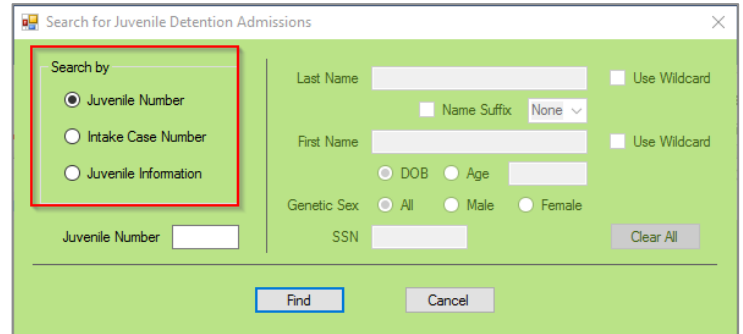 Search for Juvenile Detention Admissions
Search by
Juvenile Number
Intake Case Number
Juvenile Information
Juvenile Number
Last Name
Use Wildcard
Name Suffix
None
First Name
Use Wildcard
DOB
Age
Genetic Sex
All
Male
Female
SSN
Clear All
Find
Cancel